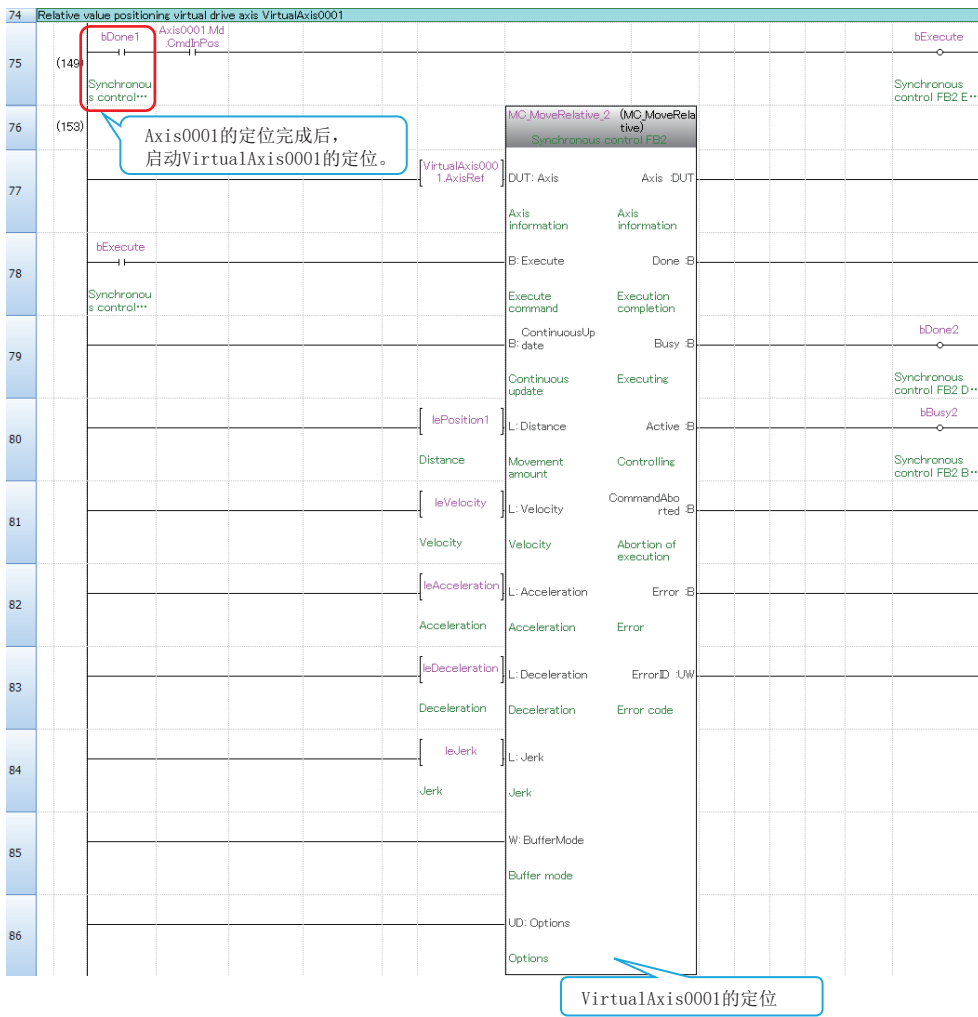 74 Relative value positioning virtual drive axis VirtualAxis0001
bDone1 Axis0001.Md bExecute
.CmdInPos
75 (149)
Synchronou Synchronous
s control… control FB2 E…
76 (153) MC_MoveRelative_2 (MC_MoveRela
tive)
Synchronous control FB2
Axis0001的定位完成后，
启动VirtualAxis0001的定位。
[VirtualAxis000
1.AxisRef] DUT: Axis Axis :DUT
77
Axis Axis
information information
bExecute
78 B: Execute Done :B
Synchronou Execute Execution
s control… command completion
ContinuousUp bDone2
79 B: date Busy :B
Continuous Executing Synchronous
update control FB2 D…
bBusy2
80 [lePosition1] L: Distance Active :B
Distance Movement Controlling Synchronous
amount control FB2 B…
81 [leVelocity] L: Velocity CommandAbo
rted :B
Velocity Velocity Abortion of
execution
82 [leAcceleration] L: Acceleration Error :B
Acceleration Acceleration Error
83 [leDeceleration] L: Deceleration ErrorID :UW
Deceleration Deceleration Error code
84 [leJerk] L: Jerk
Jerk Jerk
85 W: BufferMode
Buffer mode
86 UD: Options
Options
VirtualAxis0001的定位